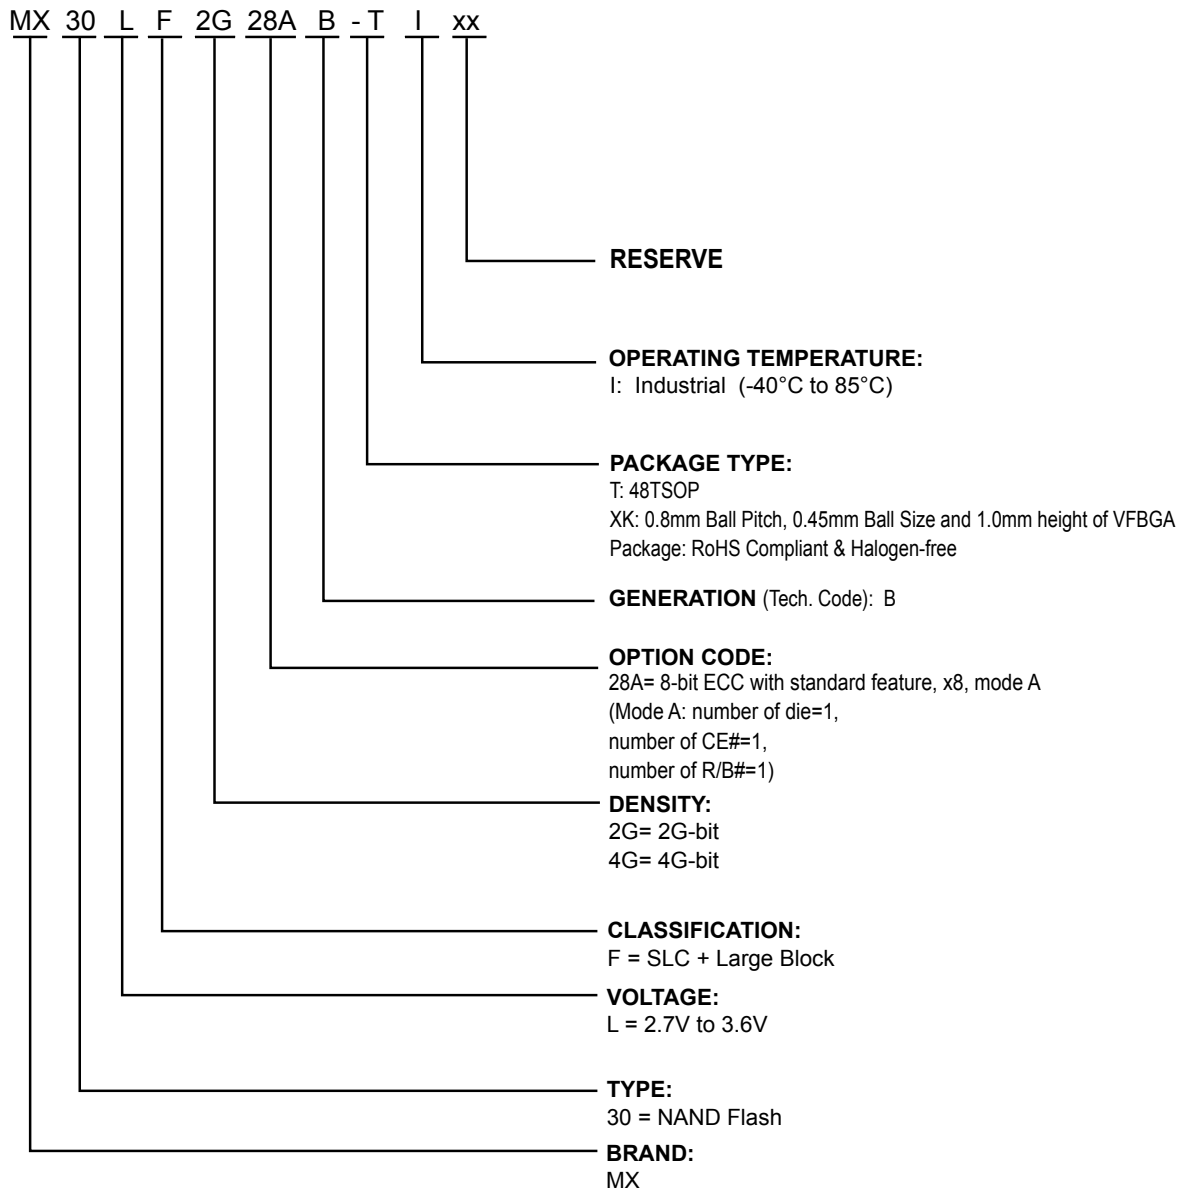 MX 30 L F 2G 28A B - T I xx
RESERVE
OPERATING TEMPERATURE:
I: Industrial (-40°C to 85°C)
PACKAGE TYPE:
T: 48TSOP
XK: 0.8mm Ball Pitch, 0.45mm Ball Size and 1.0mm height of VFBGA
Package: RoHS Compliant & Halogen-free
GENERATION (Tech. Code): B
OPTION CODE:
28A= 8-bit ECC with standard feature, x8, mode A
(Mode A: number of die=1,
number of CE#=1,
number of R/B#=1)
DENSITY:
2G= 2G-bit
4G= 4G-bit
CLASSIFICATION:
F = SLC + Large Block
VOLTAGE:
L = 2.7V to 3.6V
TYPE:
30 = NAND Flash
BRAND:
MX